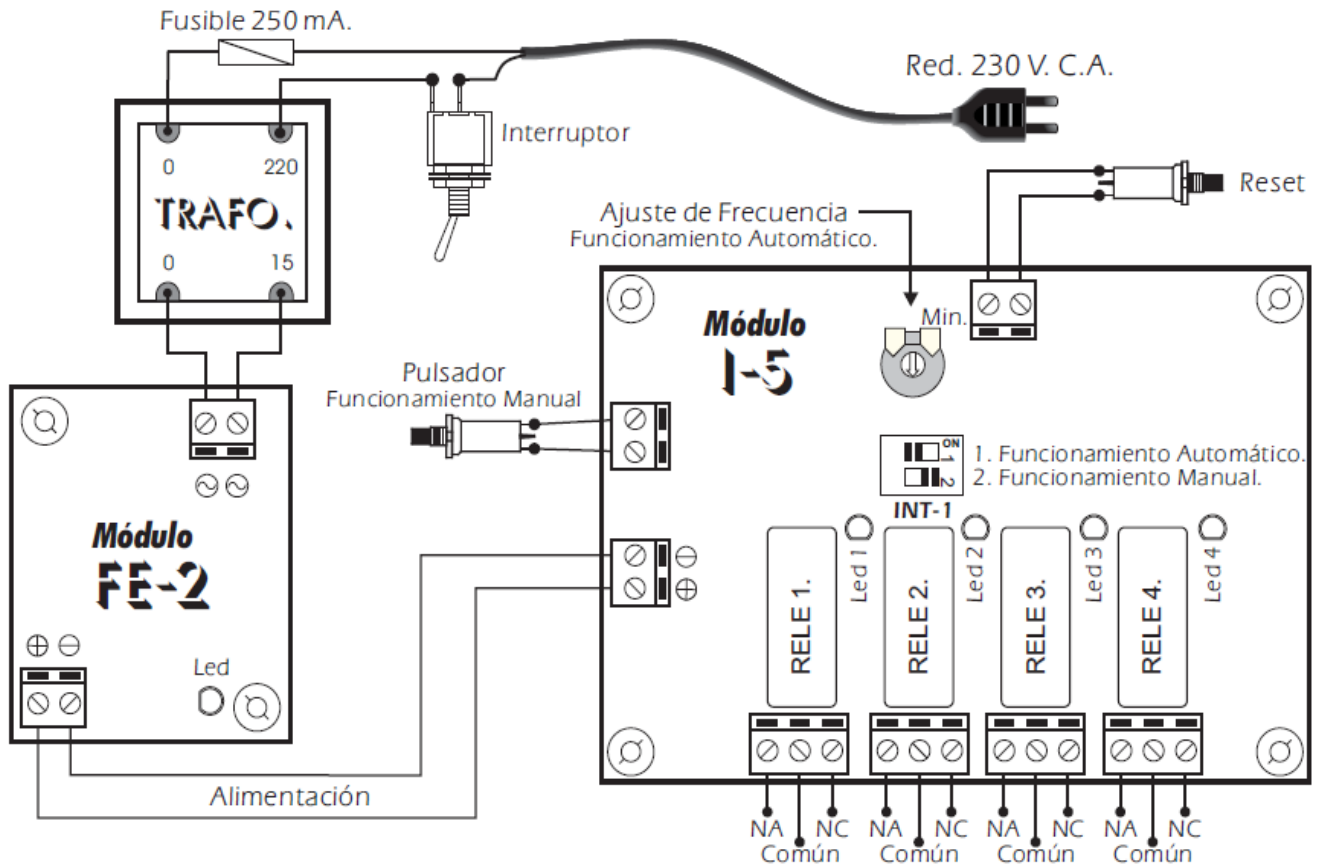 Fusible 250 mA.
Red. 230 V. C.A.
Interruptor
0 220
TRAFO.
0 15
Reset
Ajuste de Frecuencia
Funcionamiento Automático.
Min.
Módulo
I-5
Pulsador
Funcionamiento Manual
ON
1
2
1. Funcionamiento Automático.
2. Funcionamiento Manual.
INT-1
Módulo
FE-2
Led
Alimentación
RELE 1.
Led 1
RELE 2.
Led 2
RELE 3.
Led 3
RELE 4.
Led 4
NA NC NA NC NA NC NA NC
Común Común Común Común